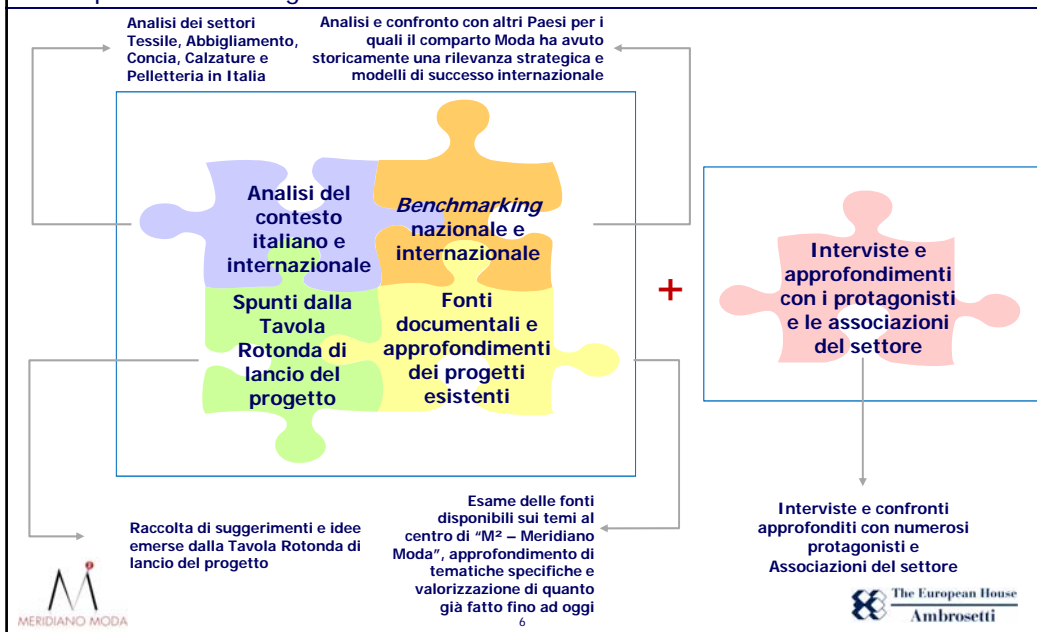 Analisi dei settori
Tessile, Abbigliamento,
Concia, Calzature e
Pelletteria in Italia
Analisi e confronto con altri Paesi per i
quali il comparto Moda ha avuto
storicamente una rilevanza strategica e
modelli di successo internazionale
Analisi del
contesto
italiano e
internazionale
Benchmarking
nazionale e
internazionale
Spunti dalla
Tavola
Rotonda di
lancio del
progetto
Fonti
documentali e
approfondimenti
dei progetti
esistenti
+
Interviste e
approfondimenti
con i protagonisti
e le associazioni
del settore
Raccolta di suggerimenti e idee
emerse dalla Tavola Rotonda di
lancio del progetto
Esame delle fonti
disponibili sui temi al
centro di “M² – Meridiano
Moda”, approfondimento di
tematiche specifiche e
valorizzazione di quanto
già fatto fino ad oggi
Interviste e confronti
approfonditi con numerosi
protagonisti e
Associazioni del settore
MERIDIANO MODA
6
The European House
Ambrosetti